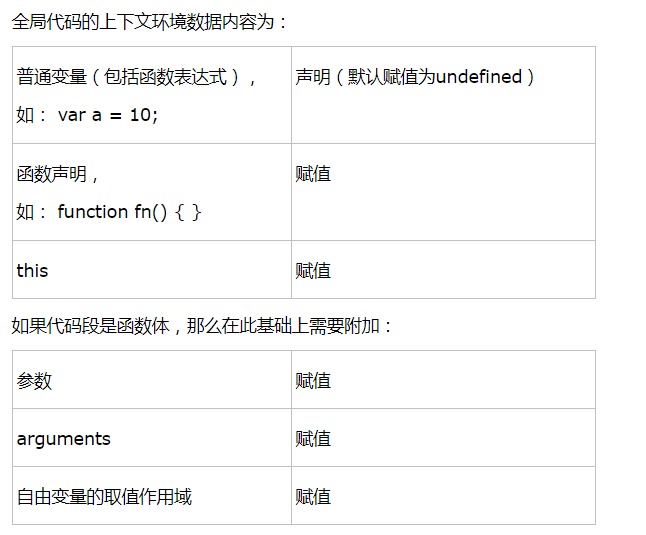 全局代码的上下文环境数据内容为：
普通变量（包括函数表达式），
如： var a = 10;
声明（默认赋值为undefined）
函数声明，
如： function fn() { }
赋值
this
赋值
如果代码段是函数体，那么在此基础上需要附加：
参数
赋值
arguments
赋值
自由变量的取值作用域
赋值